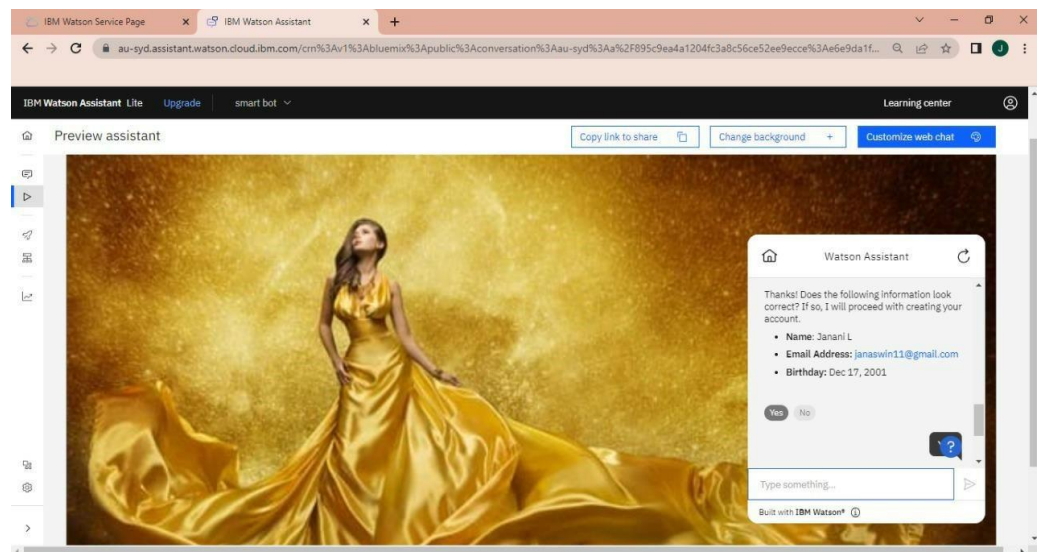 IBM Watson Service Page
IBM Watson Assistant
au-syd.assistant.watson.cloud.ibm.com/crn%3Av1%3Abluemix%3Apublic%3Aconversation%3Aau-syd%3Aa%2F895c9ea4a1204fc3a8c56ce52ee9ecce%3Ae6e9da1f...
J
IBM Watson Assistant Lite Upgrade smart bot Learning center
Preview assistant Copy link to share Change background + Customize web chat
Watson Assistant
Thanks! Does the following information look
correct? If so, I will proceed with creating your
account.
• Name: Janani L
• Email Address: janaswin11@gmail.com
• Birthday: Dec 17, 2001
Yes No
?
Type something...
Built with IBM Watson®